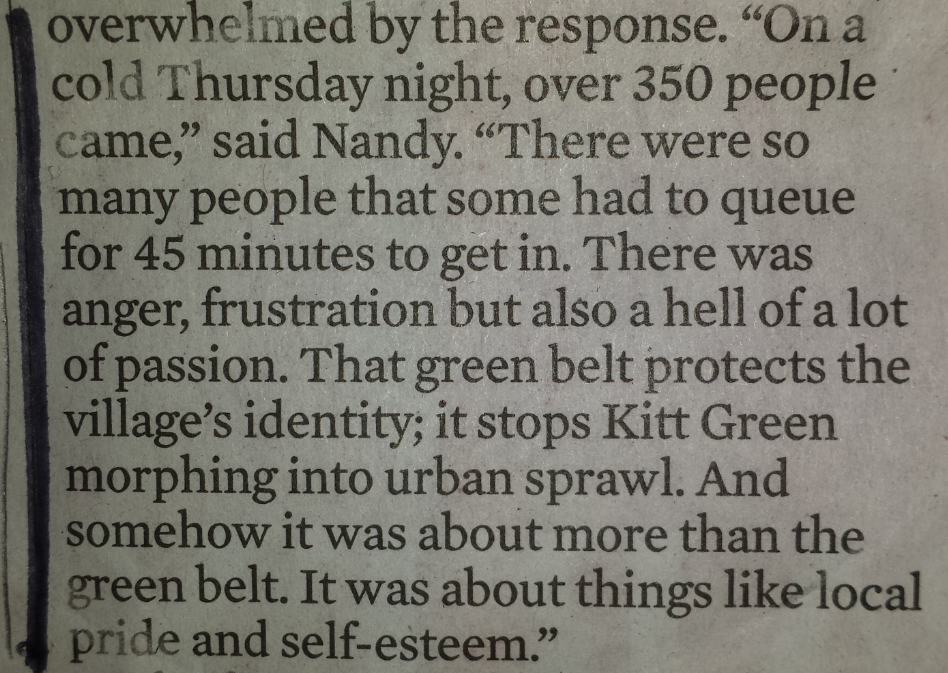 overwhelmed by the response. “On a
cold Thursday night, over 350 people
came,” said Nandy. “There were so
many people that some had to queue
for 45 minutes to get in. There was
anger, frustration but also a hell of a lot
of passion. That green belt protects the
village’s identity; it stops Kitt Green
morphing into urban sprawl. And
somehow it was about more than the
green belt. It was about things like local
pride and self-esteem.”